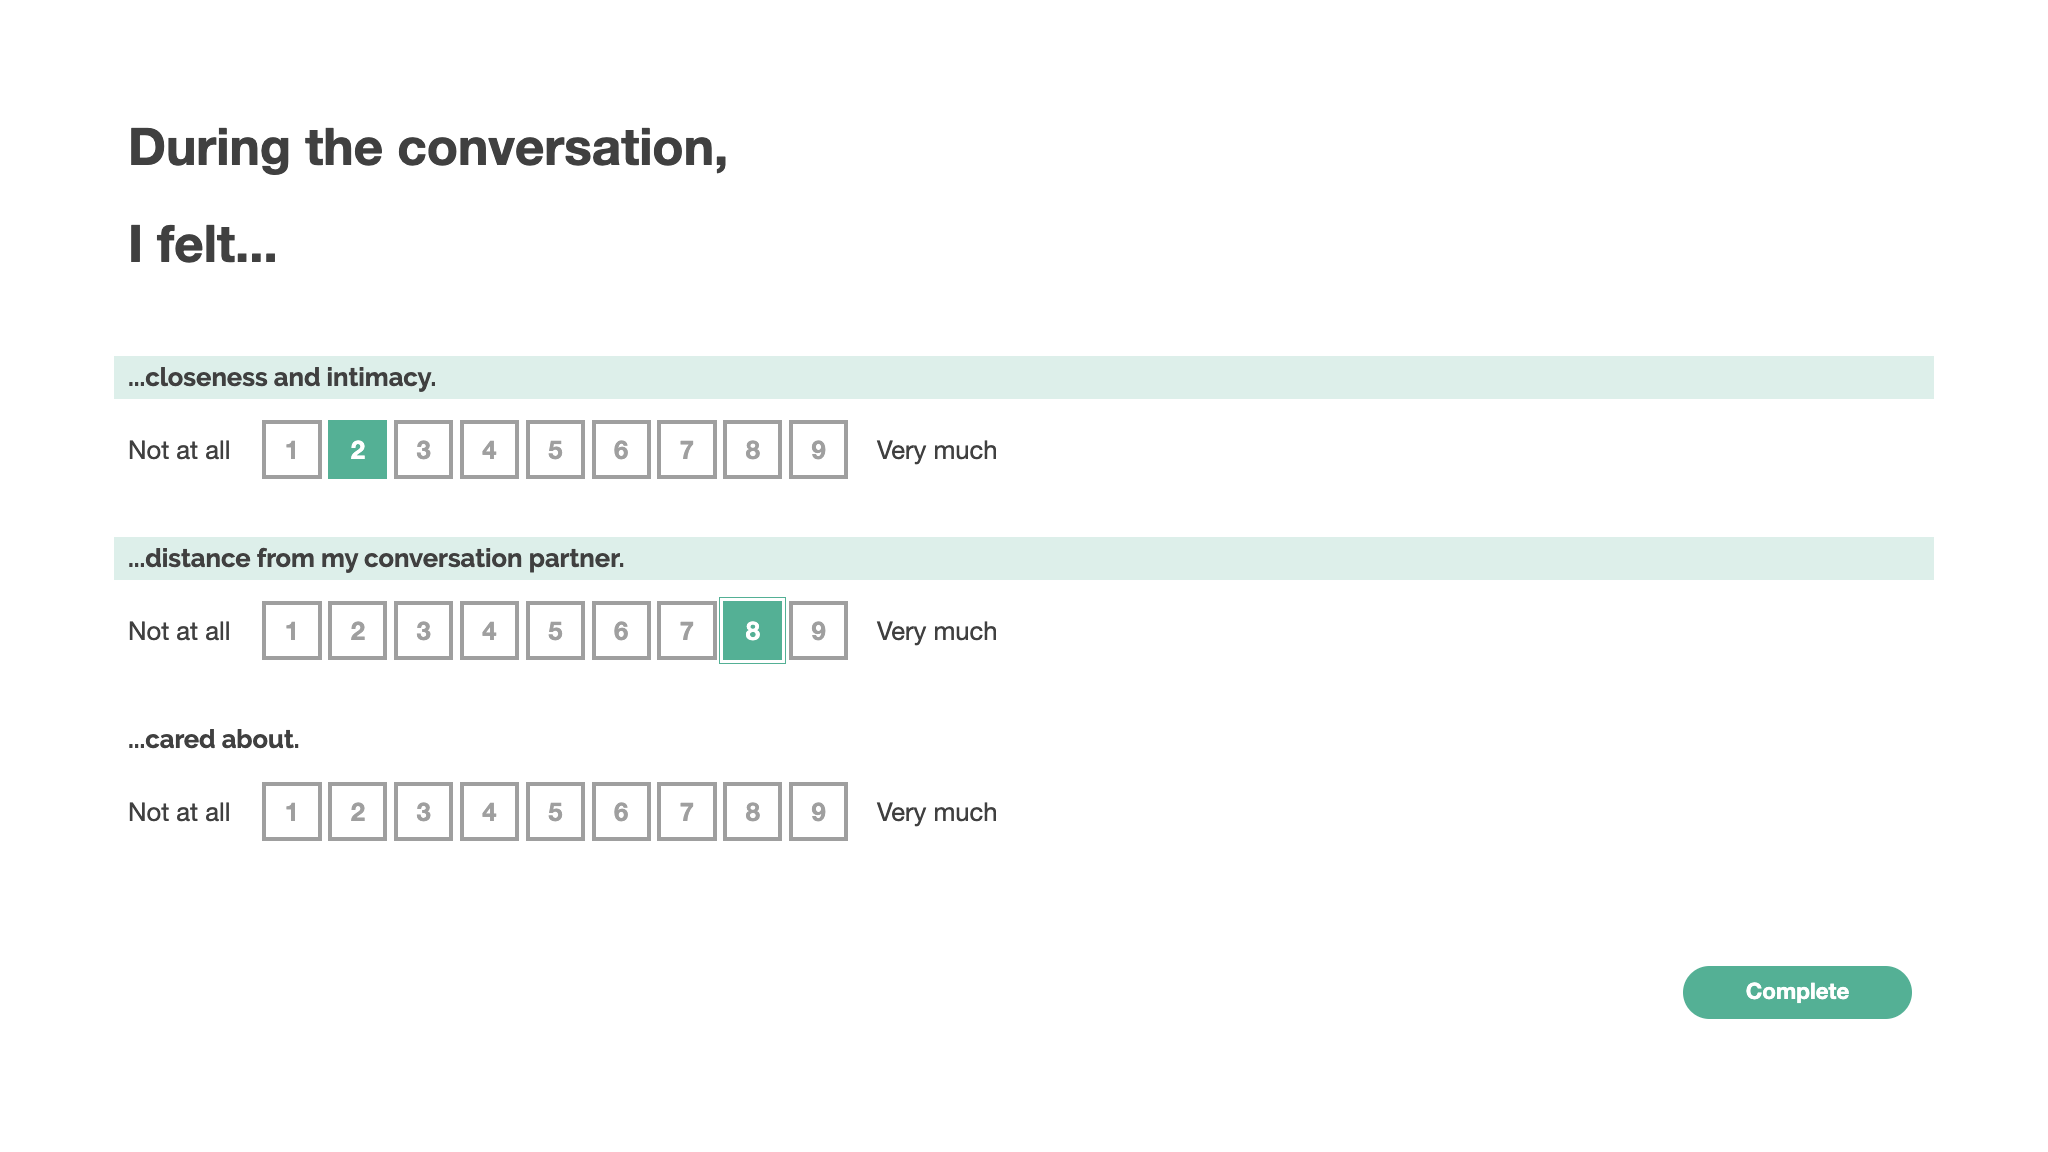 During the conversation,
I felt...
...closeness and intimacy.
Not at all 1 2 3 4 5 6 7 8 9 Very much
...distance from my conversation partner.
Not at all 1 2 3 4 5 6 7 8 9 Very much
...cared about.
Not at all 1 2 3 4 5 6 7 8 9 Very much
Complete